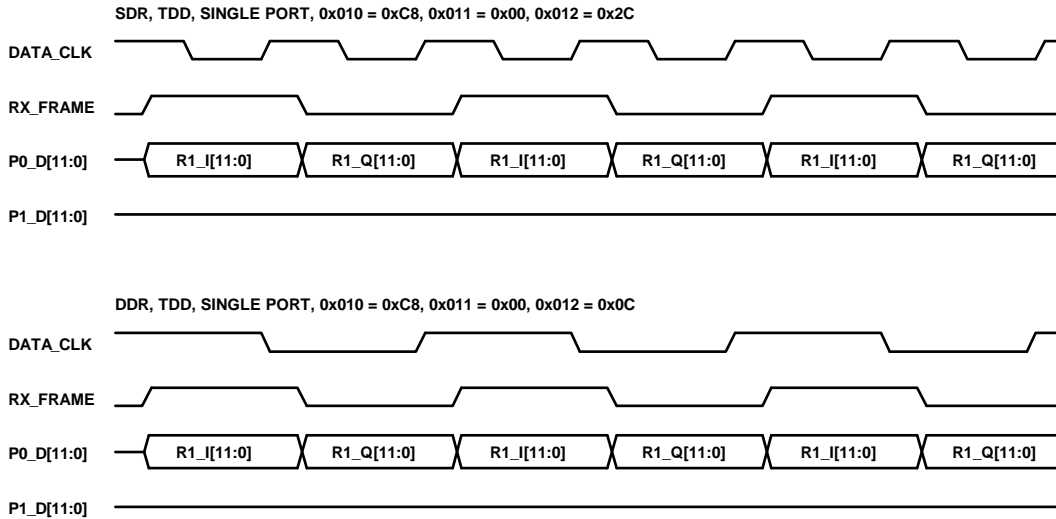 SDR, TDD, SINGLE PORT, 0x010 = 0xC8, 0x011 = 0x00, 0x012 = 0x2C
DATA_CLK
RX_FRAME
P0_D[11:0] R1_I[11:0] R1_Q[11:0] R1_I[11:0] R1_Q[11:0] R1_I[11:0] R1_Q[11:0]
P1_D[11:0]
DDR, TDD, SINGLE PORT, 0x010 = 0xC8, 0x011 = 0x00, 0x012 = 0x0C
DATA_CLK
RX_FRAME
P0_D[11:0] R1_I[11:0] R1_Q[11:0] R1_I[11:0] R1_Q[11:0] R1_I[11:0] R1_Q[11:0]
P1_D[11:0]